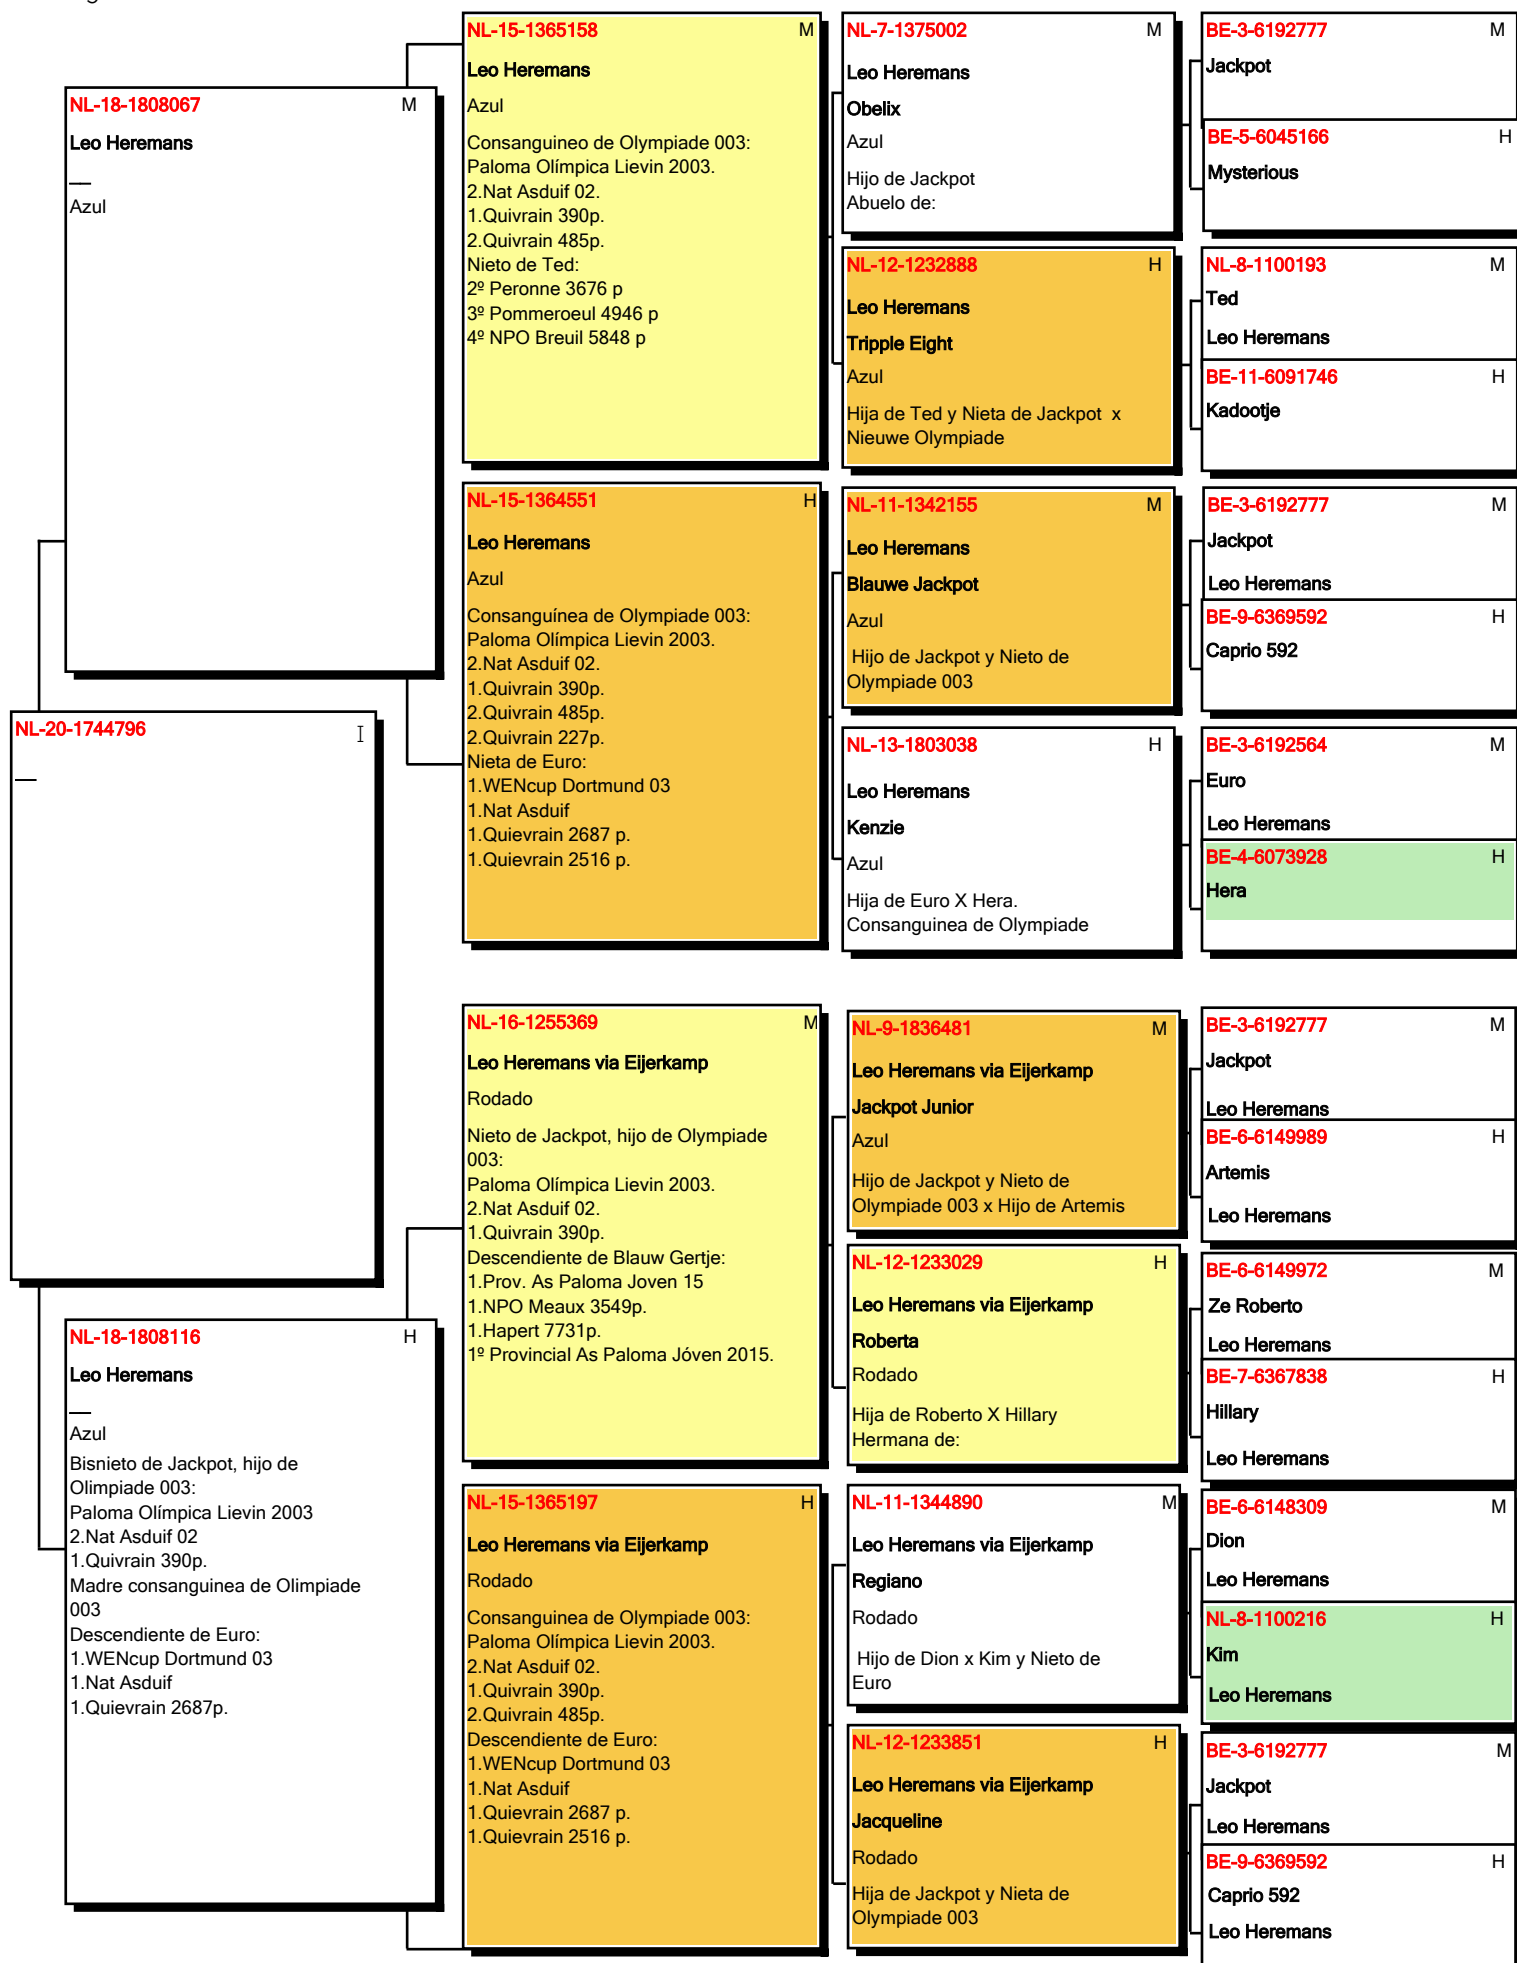 NL-20-1744796 I
NL-18-1808067 M
Leo Heremans
Azul
NL-18-1808116 H
Leo Heremans
Azul
Bisnieto de Jackpot, hijo de
Olimpiade 003:
Paloma Olímpica Lievin 2003
2.Nat Asduif 02
1.Quivrain 390p.
Madre consanguinea de Olimpiade
003
Descendiente de Euro:
1.WENcup Dortmund 03
1.Nat Asduif
1.Quievrain 2687p.
NL-15-1365158 M
Leo Heremans
Azul
Consanguineo de Olympiade 003:
Paloma Olímpica Lievin 2003.
2.Nat Asduif 02.
1.Quivrain 390p.
2.Quivrain 485p.
Nieto de Ted:
2º Peronne 3676 p
3º Pommeroeul 4946 p
4º NPO Breuil 5848 p
NL-15-1364551 H
Leo Heremans
Azul
Consanguínea de Olympiade 003:
Paloma Olímpica Lievin 2003.
2.Nat Asduif 02.
1.Quivrain 390p.
2.Quivrain 485p.
2.Quivrain 227p.
Nieta de Euro:
1.WENcup Dortmund 03
1.Nat Asduif
1.Quievrain 2687 p.
1.Quievrain 2516 p.
NL-16-1255369 M
Leo Heremans via Eijerkamp
Rodado
Nieto de Jackpot, hijo de Olympiade
003:
Paloma Olímpica Lievin 2003.
2.Nat Asduif 02.
1.Quivrain 390p.
Descendiente de Blauw Gertje:
1.Prov. As Paloma Joven 15
1.NPO Meaux 3549p.
1.Hapert 7731p.
1º Provincial As Paloma Jóven 2015.
NL-15-1365197 H
Leo Heremans via Eijerkamp
Rodado
Consanguinea de Olympiade 003:
Paloma Olímpica Lievin 2003.
2.Nat Asduif 02.
1.Quivrain 390p.
2.Quivrain 485p.
Descendiente de Euro:
1.WENcup Dortmund 03
1.Nat Asduif
1.Quievrain 2687 p.
1.Quievrain 2516 p.
NL-7-1375002 M
Leo Heremans
Obelix
Azul
Hijo de Jackpot
Abuelo de:
NL-12-1232888 H
Leo Heremans
Tripple Eight
Azul
Hija de Ted y Nieta de Jackpot x
Nieuwe Olympiade
NL-11-1342155 M
Leo Heremans
Blauwe Jackpot
Azul
Hijo de Jackpot y Nieto de
Olympiade 003
NL-13-1803038 H
Leo Heremans
Kenzie
Azul
Hija de Euro X Hera.
Consanguinea de Olympiade
NL-9-1836481 M
Leo Heremans via Eijerkamp
Jackpot Junior
Azul
Hijo de Jackpot y Nieto de
Olympiade 003 x Hijo de Artemis
NL-12-1233029 H
Leo Heremans via Eijerkamp
Roberta
Rodado
Hija de Roberto X Hillary
Hermana de:
NL-11-1344890 M
Leo Heremans via Eijerkamp
Regiano
Rodado
Hijo de Dion x Kim y Nieto de
Euro
NL-12-1233851 H
Leo Heremans via Eijerkamp
Jacqueline
Rodado
Hija de Jackpot y Nieta de
Olympiade 003
BE-3-6192777 M
Jackpot
BE-5-6045166 H
Mysterious
NL-8-1100193 M
Ted
Leo Heremans
BE-11-6091746 H
Kadootje
BE-3-6192777 M
Jackpot
Leo Heremans
BE-9-6369592 H
Caprio 592
BE-3-6192564 M
Euro
Leo Heremans
BE-4-6073928 H
Hera
BE-3-6192777 M
Jackpot
Leo Heremans
BE-6-6149989 H
Artemis
Leo Heremans
BE-6-6149972 M
Ze Roberto
Leo Heremans
BE-7-6367838 H
Hillary
Leo Heremans
BE-6-6148309 M
Dion
Leo Heremans
NL-8-1100216 H
Kim
Leo Heremans
BE-3-6192777 M
Jackpot
Leo Heremans
BE-9-6369592 H
Caprio 592
Leo Heremans